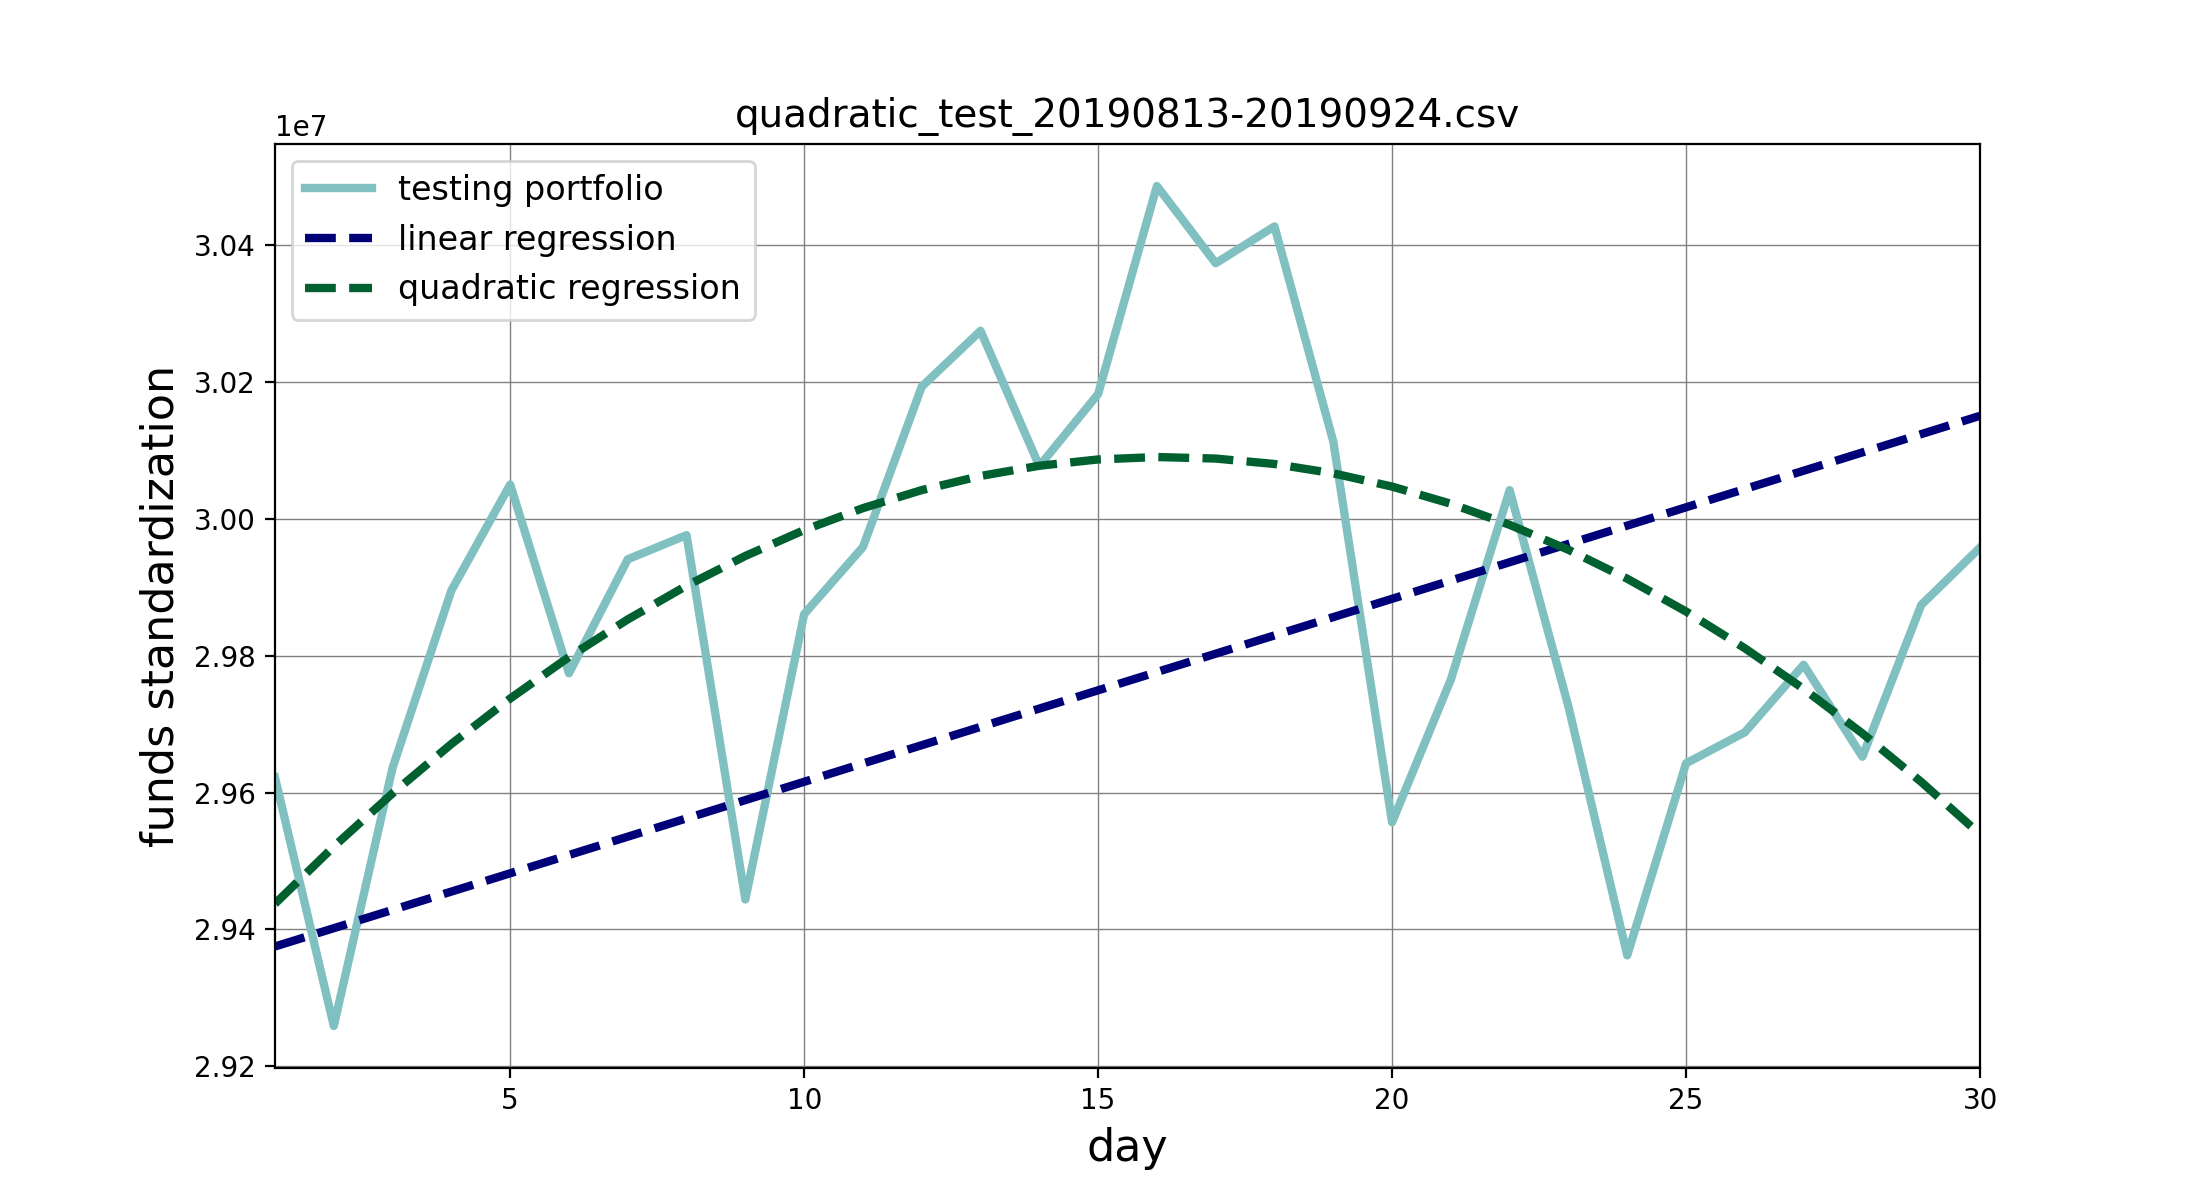 quadratic_test_20190813-20190924.csv
1e7
testing portfolio
linear regression
quadratic regression
3.04
3.02
3.00
2.98
2.96
2.94
2.92
funds standardization
5 10 15 20 25 30
day